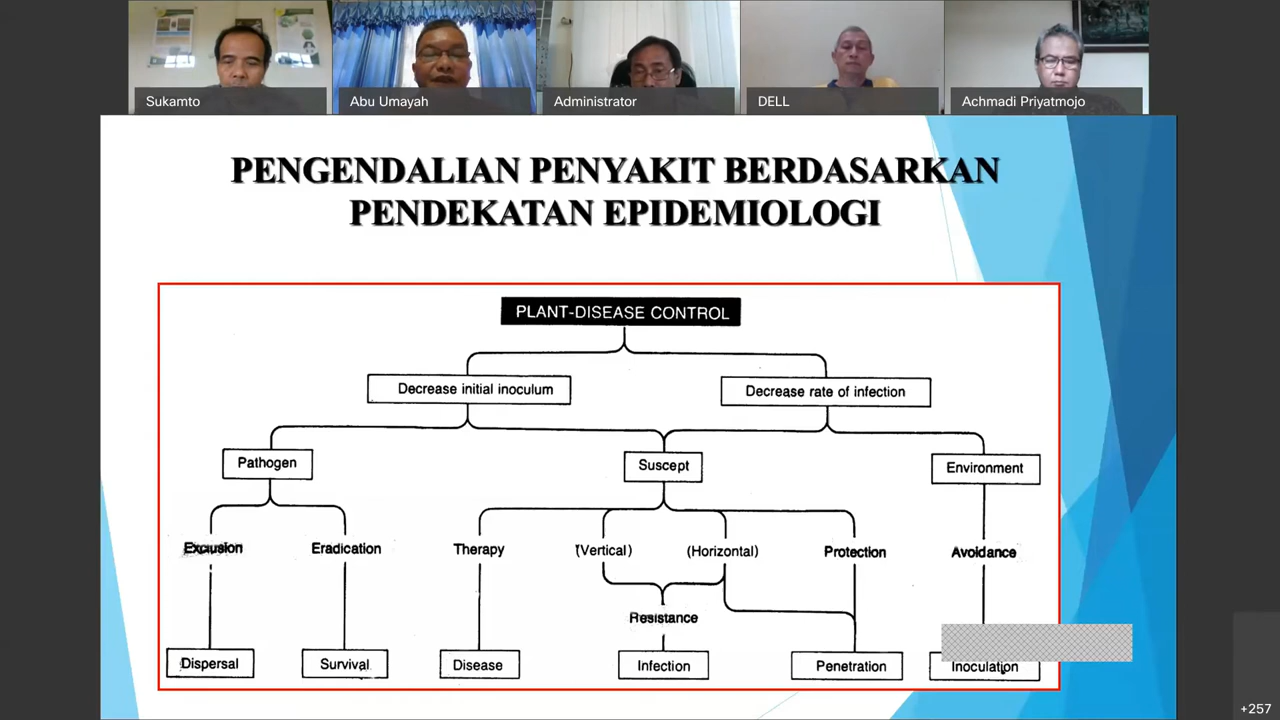 Sukamto
Abu Umayah
Administrator
DELL
Achmadi Priyatmojo
PENGENDALIAN PENYAKIT BERDASARKAN
PENDEKATAN EPIDEMIOLOGI
PLANT-DISEASE CONTROL
Decrease initial inoculum
Decrease rate of infection
Pathogen
Suscept
Environment
Eradication
Therapy
(Vertical)
(Horizontal)
Protection
Avoidance
Resistance
Dispersal
Survival
Disease
Infection
Penetration
Inoculation
+257